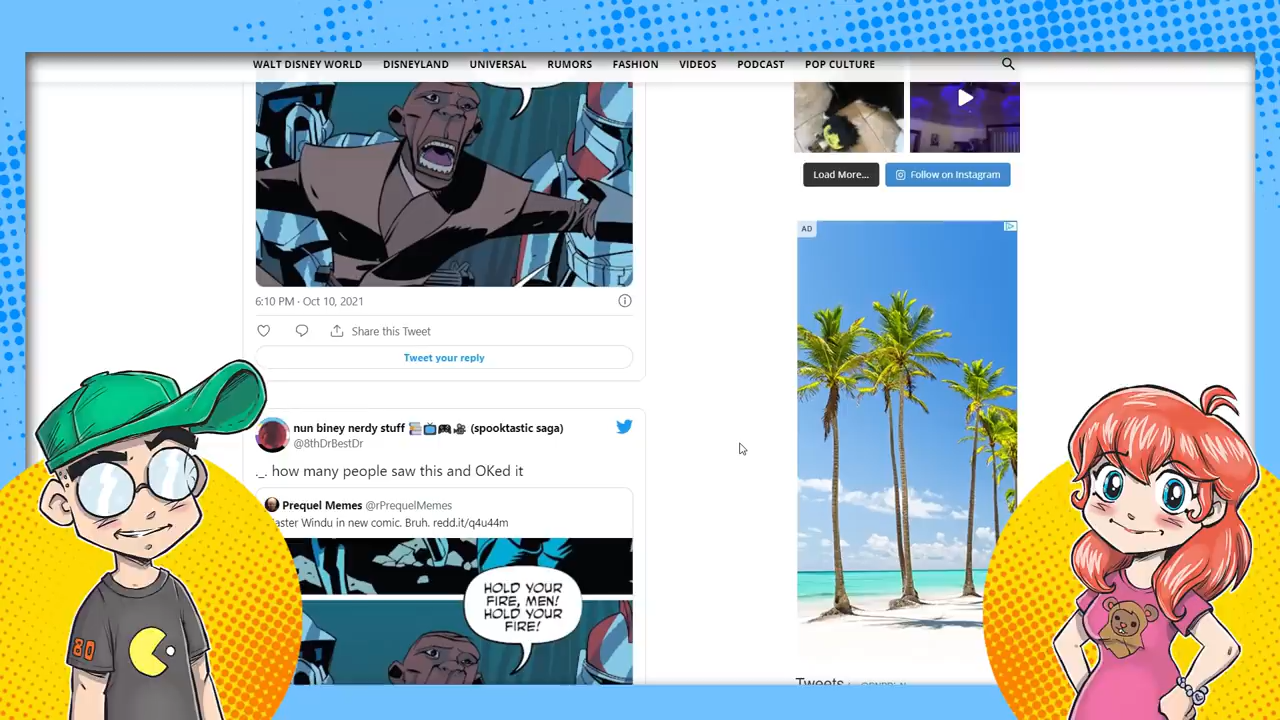 WALT DISNEY WORLD DISNEYLAND UNIVERSAL RUMORS FASHION VIDEOS PODCAST POP CULTURE
Load More... Follow on Instagram
AD
6:10 PM · Oct 10, 2021
Share this Tweet
Tweet your reply
nun biney nerdy stuff (spooktastic saga)
@8thDrBestDr
._. how many people saw this and OKed it
Prequel Memes @rPrequelMemes
aster Windu in new comic. Bruh. redd.it/q4u44m
HOLD YOUR
FIRE, MEN!
HOLD YOUR
FIRE!
80
Tweets